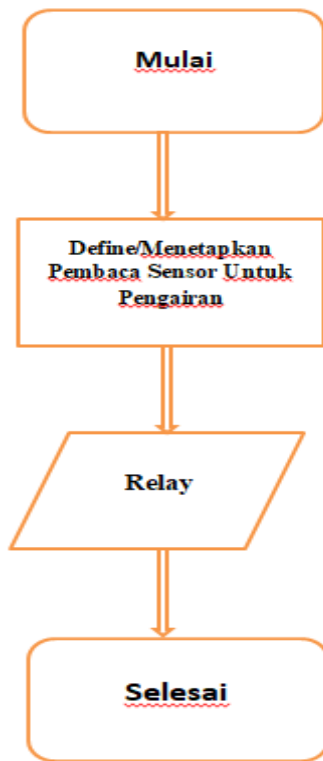 Mulai
Define/Menetapkan
Pembaca Sensor Untuk
Pengairan
Relay
Selesai